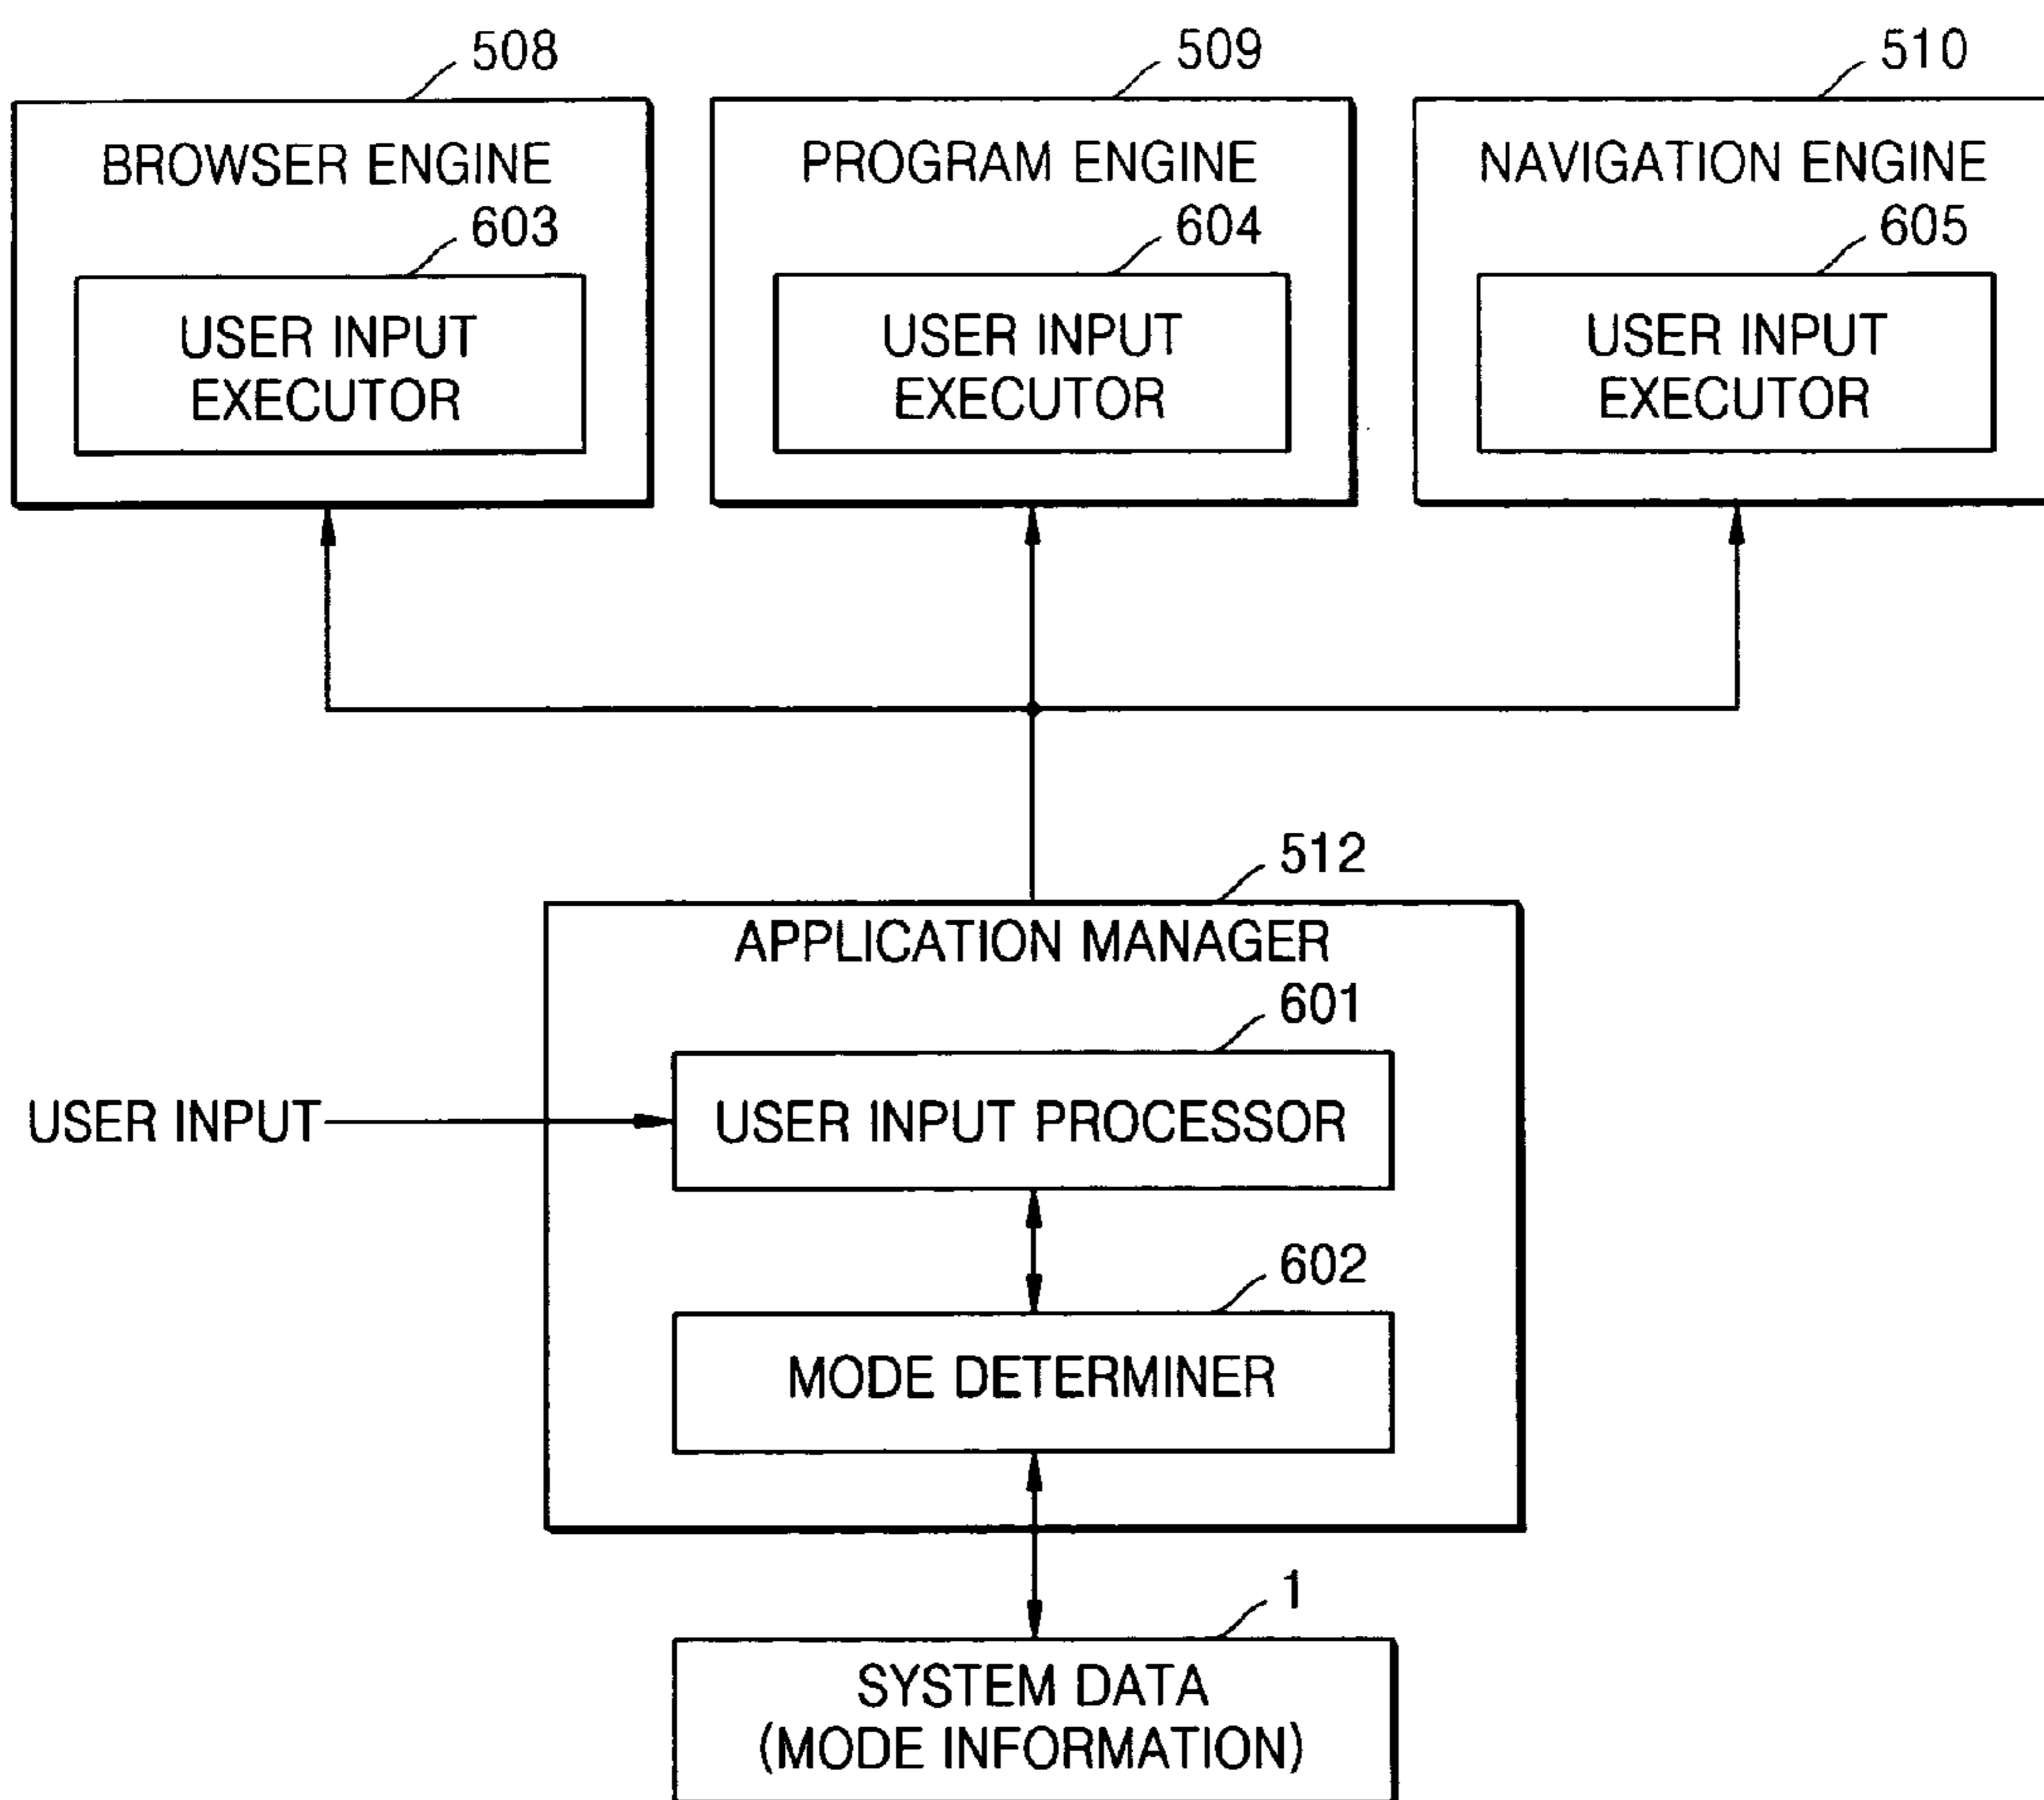 508
509
510
BROWSER ENGINE
PROGRAM ENGINE
NAVIGATION ENGINE
603
604
605
USER INPUT
EXECUTOR
USER INPUT
EXECUTOR
USER INPUT
EXECUTOR
512
APPLICATION MANAGER
601
USER INPUT
USER INPUT PROCESSOR
602
MODE DETERMINER
1
SYSTEM DATA
(MODE INFORMATION)